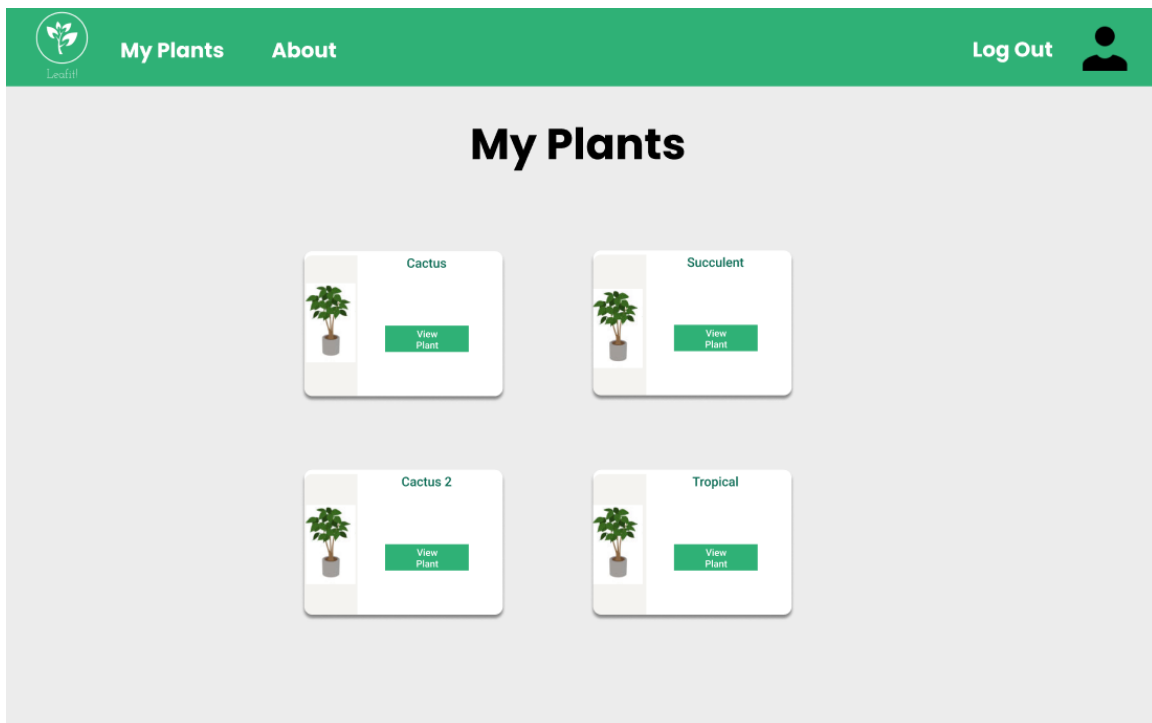 My Plants
About
Log Out
Leafit!
My Plants
Cactus
View
Plant
Succulent
View
Plant
Cactus 2
View
Plant
Tropical
View
Plant